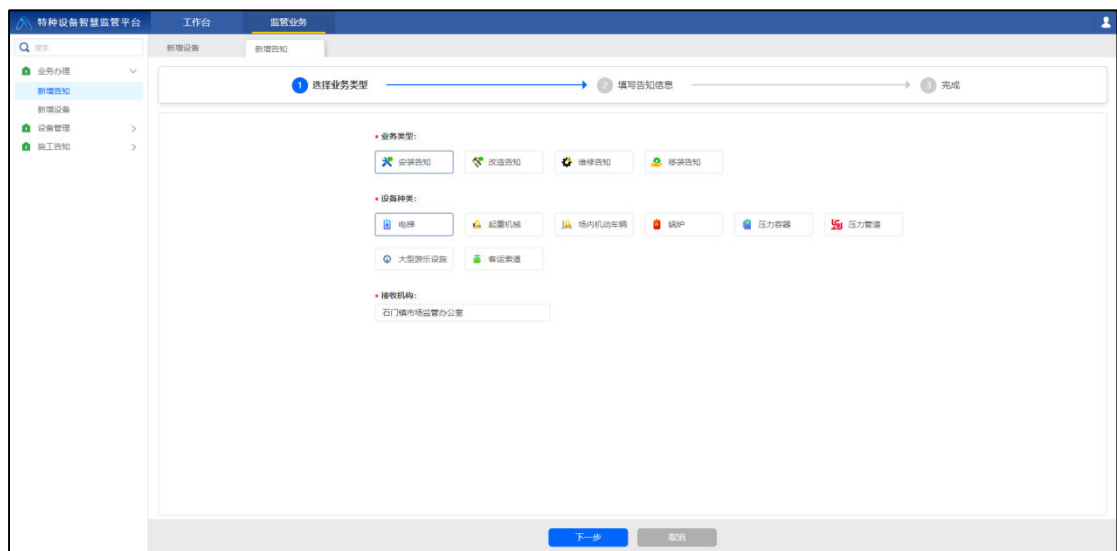 特种设备智慧监管平台 工作台 监管业务
搜索 新增设备 新增告知
业务办理
新增告知
新增设备
设备管理
施工告知
1 选择业务类型 2 填写告知信息 3 完成
* 业务类型:
安装告知 改造告知 维修告知 移装告知
* 设备种类:
电梯 起重机械 场内机动车辆 锅炉 压力容器 压力管道
大型游乐设施 客运索道
* 接收机构:
石门镇市场监管办公室
下一步 取消